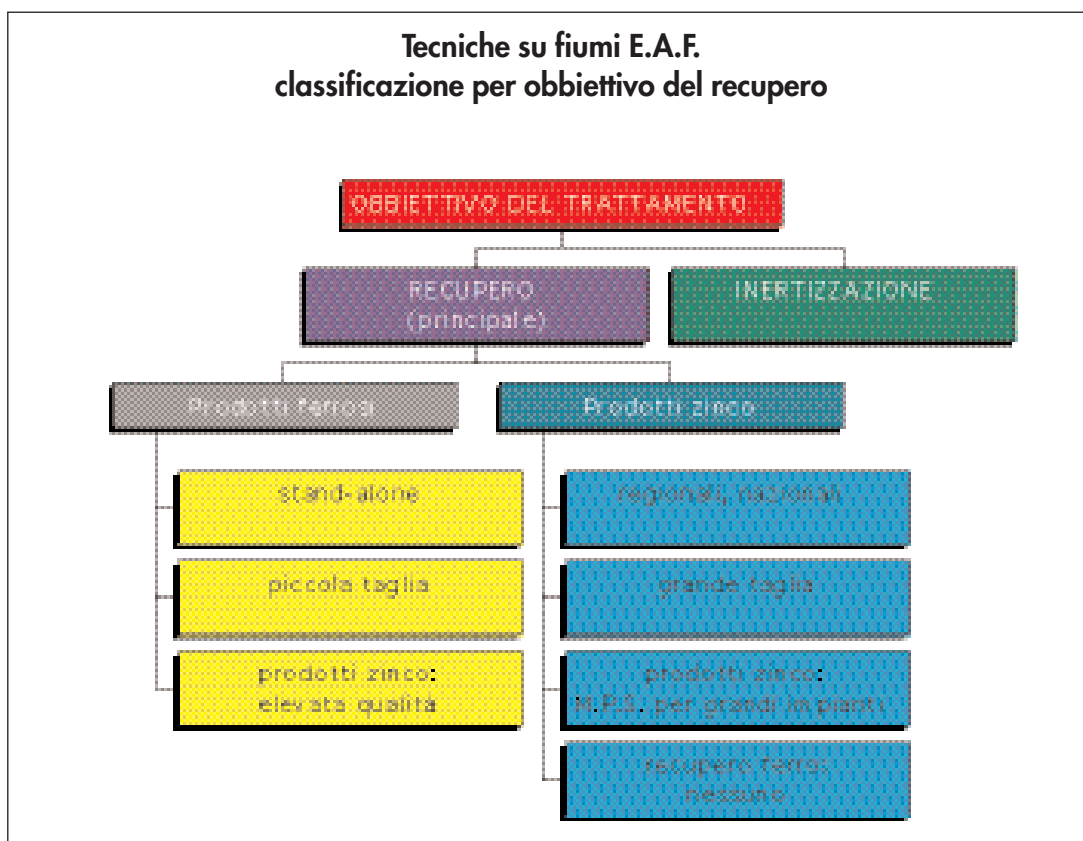 Tecniche su fiumi E.A.F.
classificazione per obbiettivo del recupero
OBBIETTIVO DEL TRATTAMENTO
RECUPERO
(principale)
INERTIZZAZIONE
Prodotti ferrosi
Prodotti zinco
stand-alone
piccola taglia
prodotti zinco:
elevata qualità
regionali, nazionali
grande taglia
prodotti zinco:
M.P.S. per grandi impianti
recupero ferro:
nessuno